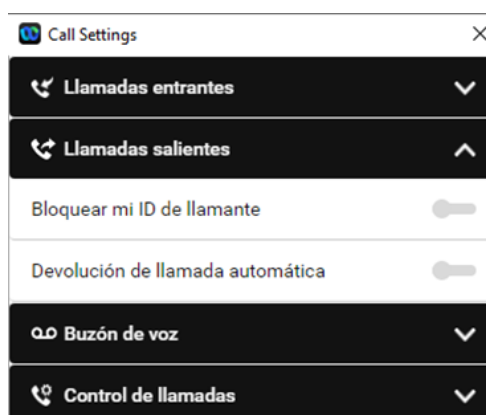 Call Settings
Llamadas entrantes
Llamadas salientes
Bloquear mi ID de llamante
Devolución de llamada automática
Buzón de voz
Control de llamadas